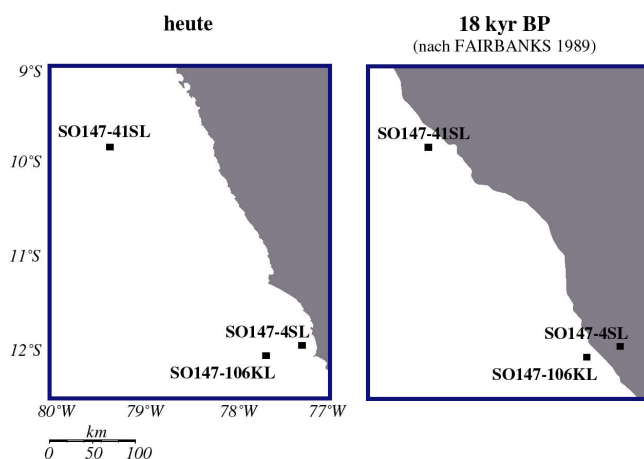 heute
18 kyr BP
(nach FAIRBANKS 1989)
9°S
10°S
11°S
12°S
SO147-41SL
SO147-4SL
SO147-106KL
80°W
79°W
78°W
77°W
SO147-41SL
SO147-4SL
SO147-106KL
km
0 50 100